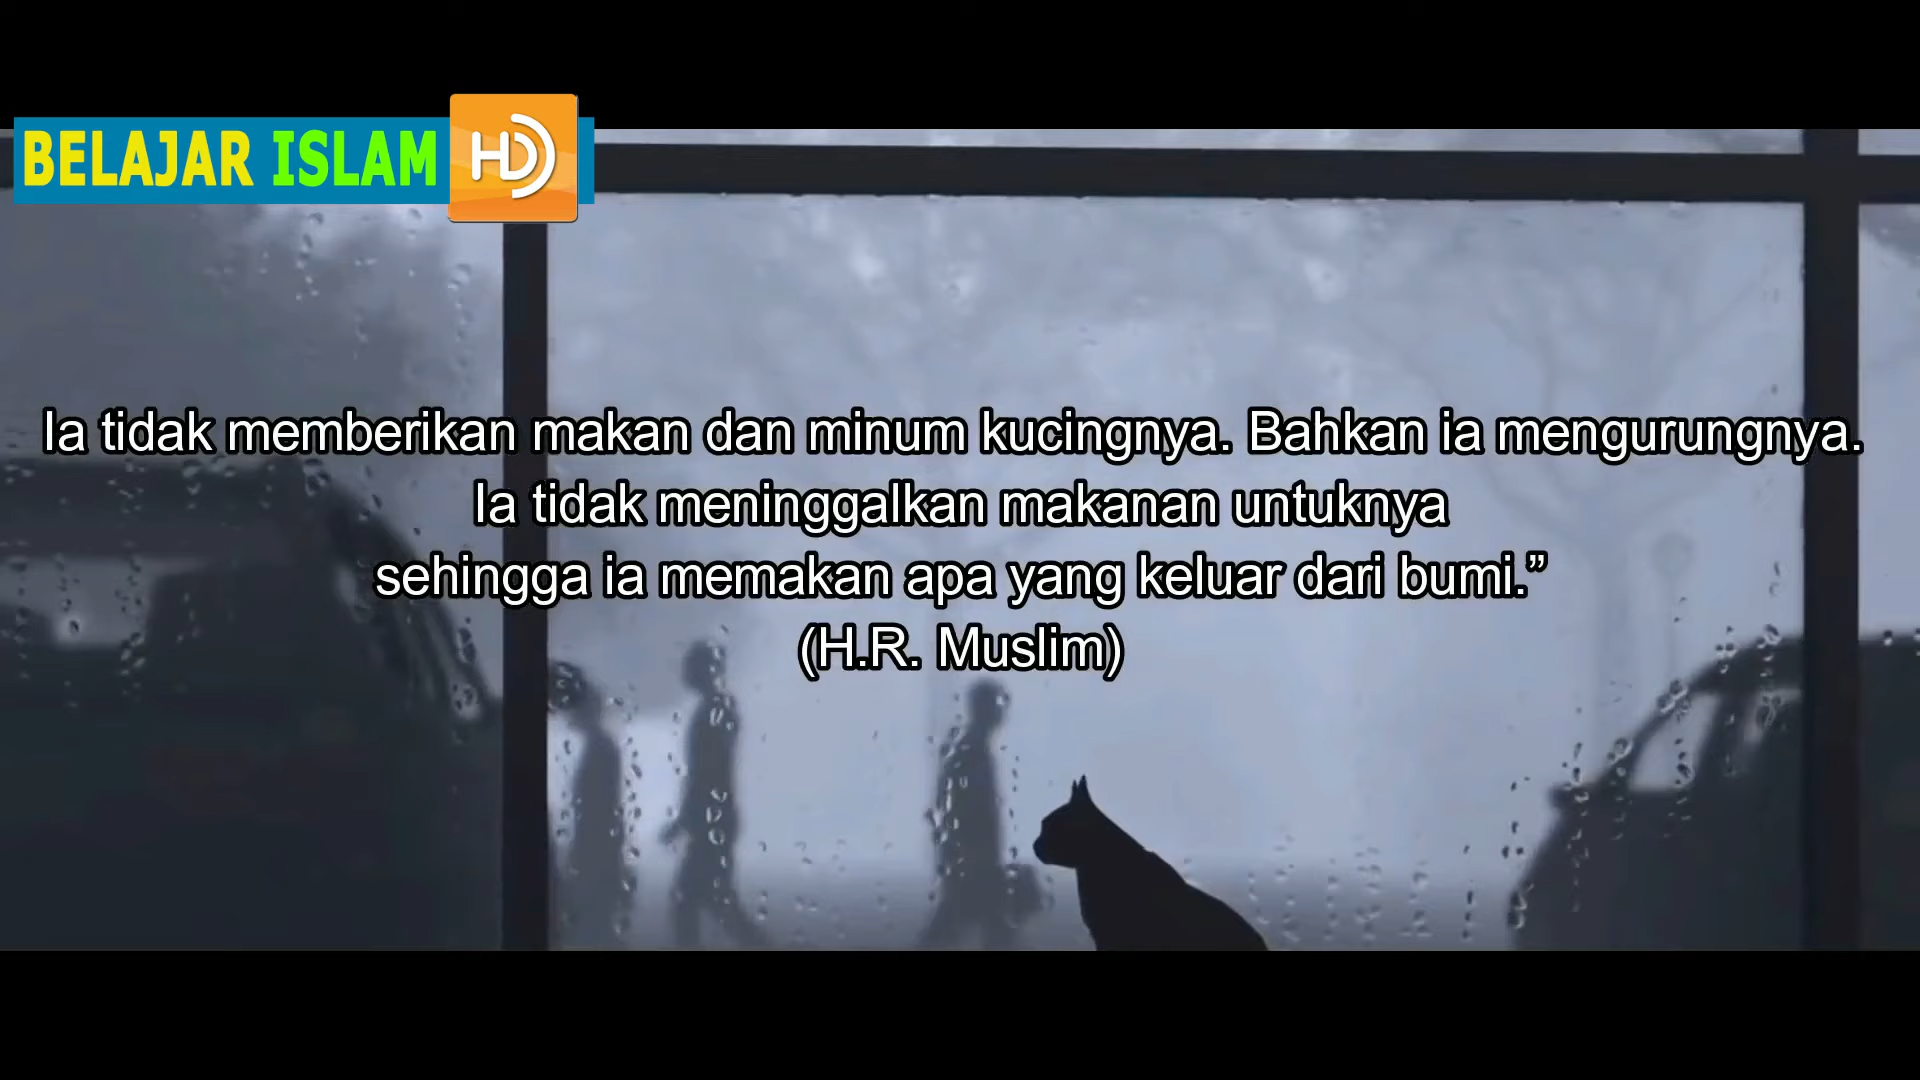 BELAJAR ISLAM HD
Ia tidak memberikan makan dan minum kucingnya. Bahkan ia mengurungnya.
Ia tidak meninggalkan makanan untuknya
sehingga ia memakan apa yang keluar dari bumi.”
(H.R. Muslim)